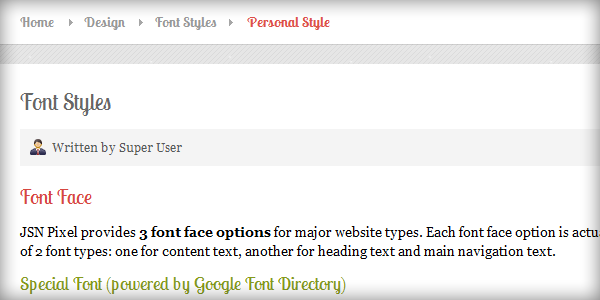 Home Design Font Styles Personal Style
Font Styles
Written by Super User
Font Face
JSN Pixel provides 3 font face options for major website types. Each font face option is
of 2 font types: one for content text, another for heading text and main navigation text.
Special Font (powered by Google Font Directory)